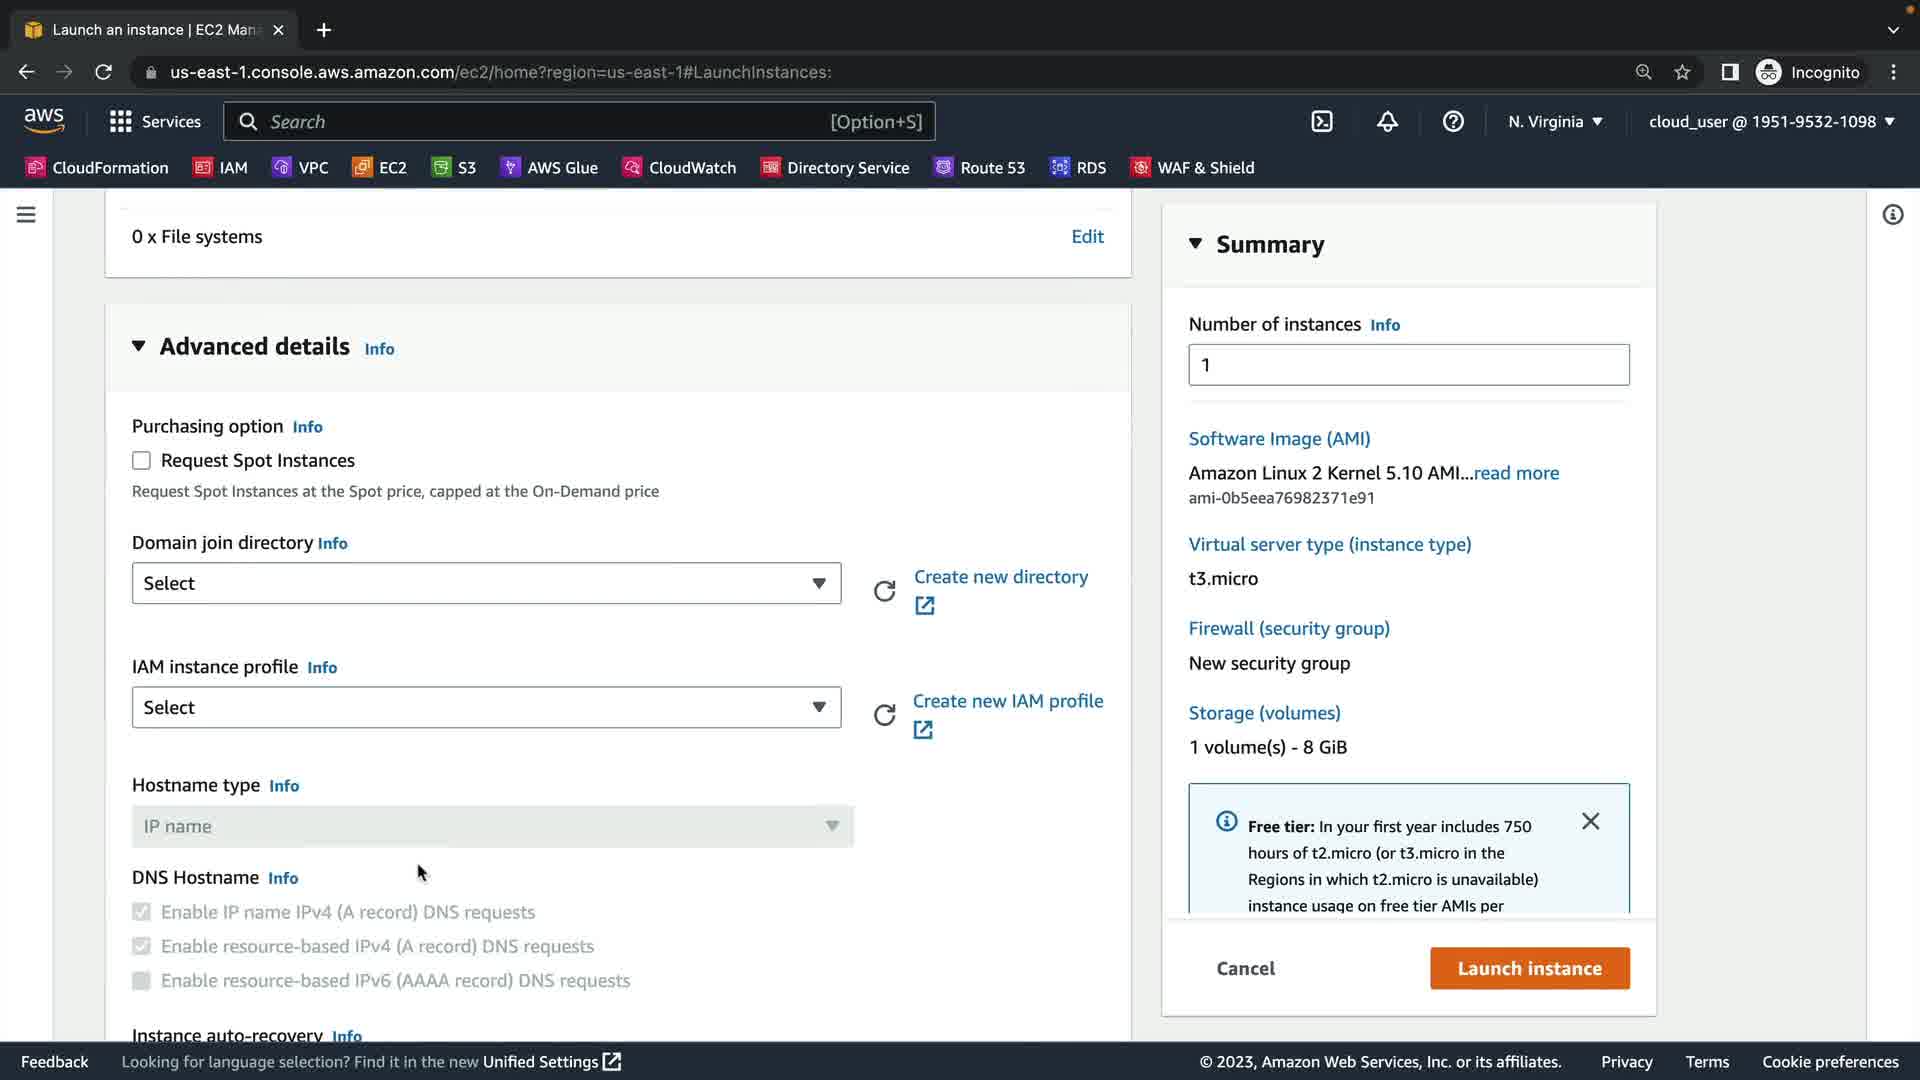 Launch an instance | EC2 Man
us-east-1.console.aws.amazon.com/ec2/home?region=us-east-1#LaunchInstances:
Incognito
aws
Services
Search
[Option+S]
N. Virginia
cloud_user @ 1951-9532-1098
CloudFormation
IAM
VPC
EC2
S3
AWS Glue
CloudWatch
Directory Service
Route 53
RDS
WAF & Shield
0 x File systems
Edit
Advanced details Info
Purchasing option Info
Request Spot Instances
Request Spot Instances at the Spot price, capped at the On-Demand price
Domain join directory Info
Select
Create new directory
IAM instance profile Info
Select
Create new IAM profile
Hostname type Info
IP name
DNS Hostname Info
Enable IP name IPv4 (A record) DNS requests
Enable resource-based IPv4 (A record) DNS requests
Enable resource-based IPv6 (AAAA record) DNS requests
Instance auto-recovery Info
Summary
Number of instances Info
1
Software Image (AMI)
Amazon Linux 2 Kernel 5.10 AMI...read more
ami-0b5eea76982371e91
Virtual server type (instance type)
t3.micro
Firewall (security group)
New security group
Storage (volumes)
1 volume(s) - 8 GiB
Free tier: In your first year includes 750
hours of t2.micro (or t3.micro in the
Regions in which t2.micro is unavailable)
instance usage on free tier AMIs per
Cancel
Launch instance
Feedback
Looking for language selection? Find it in the new Unified Settings
© 2023, Amazon Web Services, Inc. or its affiliates.
Privacy
Terms
Cookie preferences